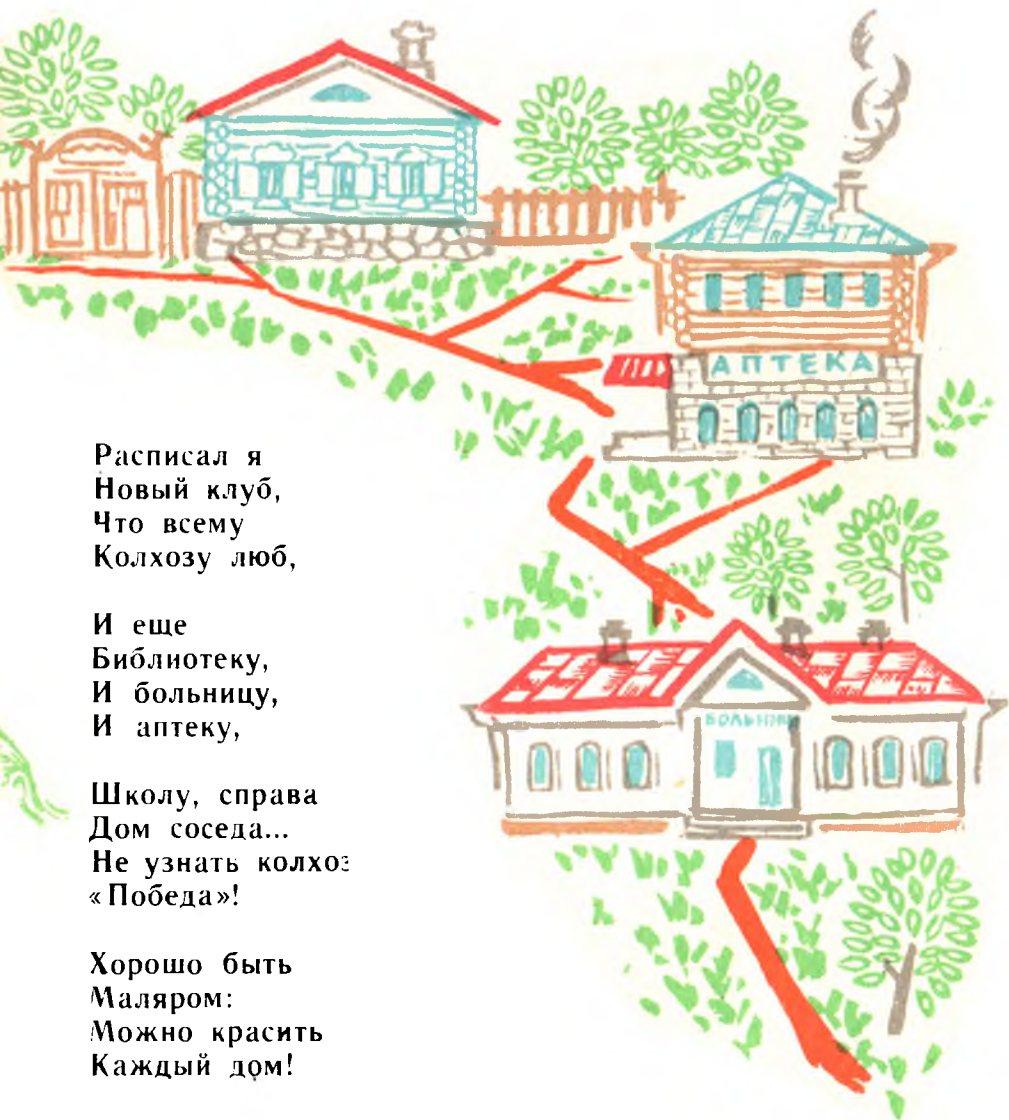 АПТЕКА
Расписал я
Новый клуб,
Что всему
Колхозу люб,
И еще
Библиотеку,
И больницу,
И аптеку,
БОЛЬНИЦ
Школу, справа
Дом соседа...
Не узнать колхоз
«Победа»!
Хорошо быть
Маляром:
Можно красить
Каждый дом!